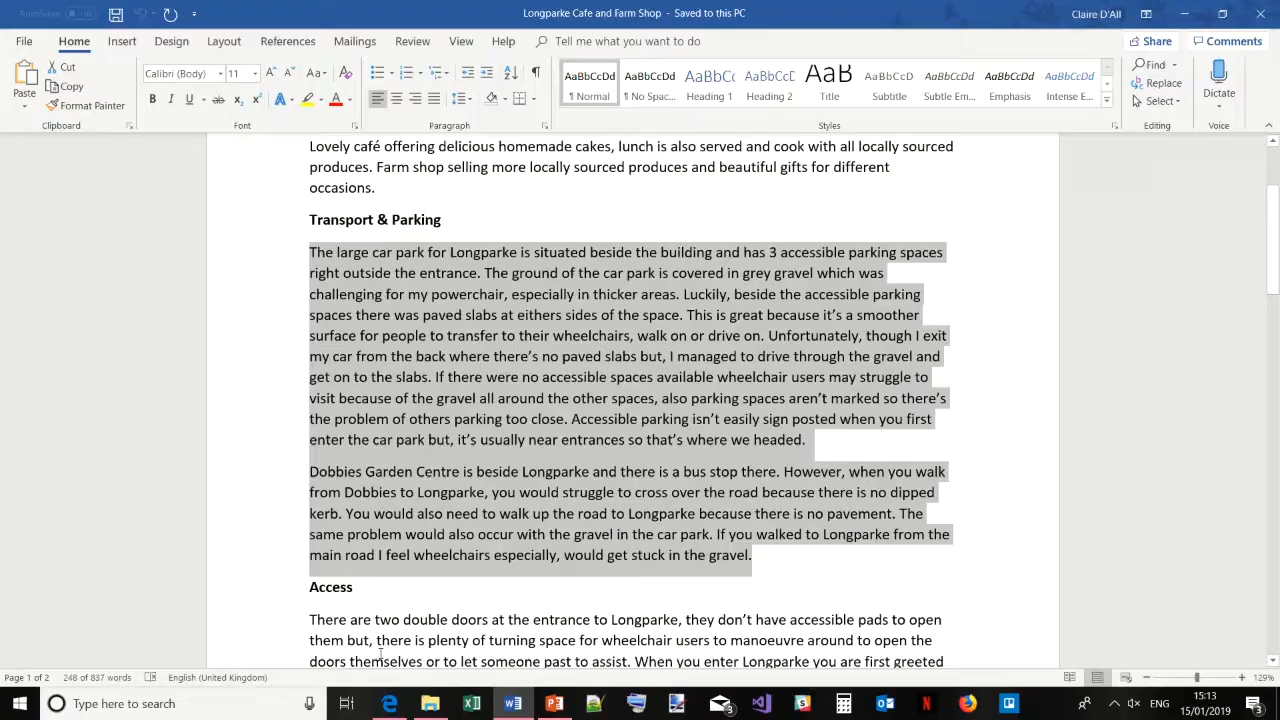 AutoSave
Longparke Cafe and Farm Shop - Saved to this PC
Claire D'All
File Home Insert Design Layout References Mailings Review View Help Tell me what you want to do
Share Comments
Paste
Cut
Copy
Format Painter
Clipboard
Calibri (Body) 11
Font
Paragraph
AaBbCcDd AaBbCcDd AaBbCc AaBbCcD AaB AaBbCcD AaBbCcDd AaBbCcDd AaBbCcDd
¶ Normal ¶ No Spac... Heading 1 Heading 2 Title Subtitle Subtle Em... Emphasis Intense E...
Styles
Find
Replace
Select
Editing
Dictate
Voice
Lovely café offering delicious homemade cakes, lunch is also served and cook with all locally sourced
produces. Farm shop selling more locally sourced produces and beautiful gifts for different
occasions.
Transport & Parking
The large car park for Longparke is situated beside the building and has 3 accessible parking spaces
right outside the entrance. The ground of the car park is covered in grey gravel which was
challenging for my powerchair, especially in thicker areas. Luckily, beside the accessible parking
spaces there was paved slabs at eithers sides of the space. This is great because it's a smoother
surface for people to transfer to their wheelchairs, walk on or drive on. Unfortunately, though I exit
my car from the back where there's no paved slabs but, I managed to drive through the gravel and
get on to the slabs. If there were no accessible spaces available wheelchair users may struggle to
visit because of the gravel all around the other spaces, also parking spaces aren't marked so there's
the problem of others parking too close. Accessible parking isn't easily sign posted when you first
enter the car park but, it's usually near entrances so that's where we headed.
Dobbies Garden Centre is beside Longparke and there is a bus stop there. However, when you walk
from Dobbies to Longparke, you would struggle to cross over the road because there is no dipped
kerb. You would also need to walk up the road to Longparke because there is no pavement. The
same problem would also occur with the gravel in the car park. If you walked to Longparke from the
main road I feel wheelchairs especially, would get stuck in the gravel.
Access
There are two double doors at the entrance to Longparke, they don't have accessible pads to open
them but, there is plenty of turning space for wheelchair users to manoeuvre around to open the
doors themselves or to let someone past to assist. When you enter Longparke you are first greeted
Page 1 of 2 248 of 837 words English (United Kingdom) 129%
Type here to search
15:13
15/01/2019